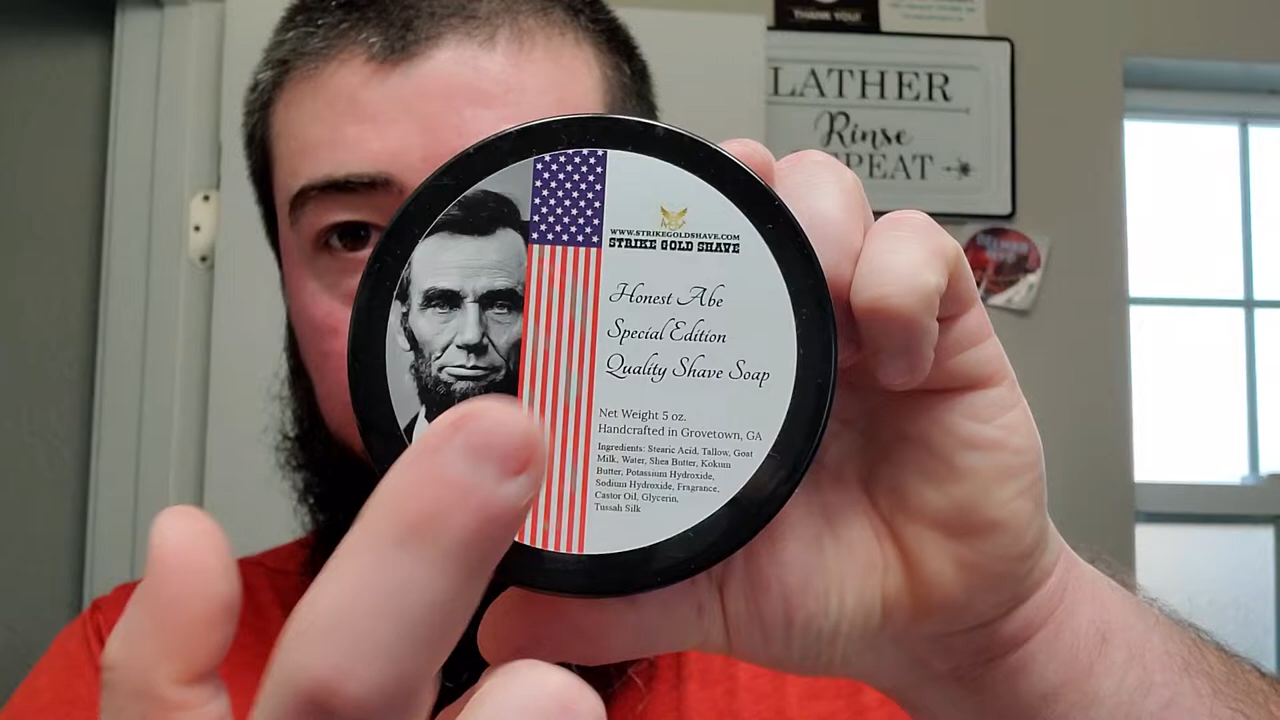 THANK YOU!
LATHER
Rinse
WWW.STRIKEGOLDSHAVE.COM
STRIKE GOLD SHAVE
Honest Abe
Special Edition
Quality Shave Soap
Net Weight 5 oz.
Handcrafted in Grovetown, GA
Ingredients: Stearic Acid, Tallow, Goat
Milk, Water, Shea Butter, Kokum
Butter, Potassium Hydroxide,
Sodium Hydroxide, Fragrance,
Castor Oil, Glycerin,
Tussah Silk